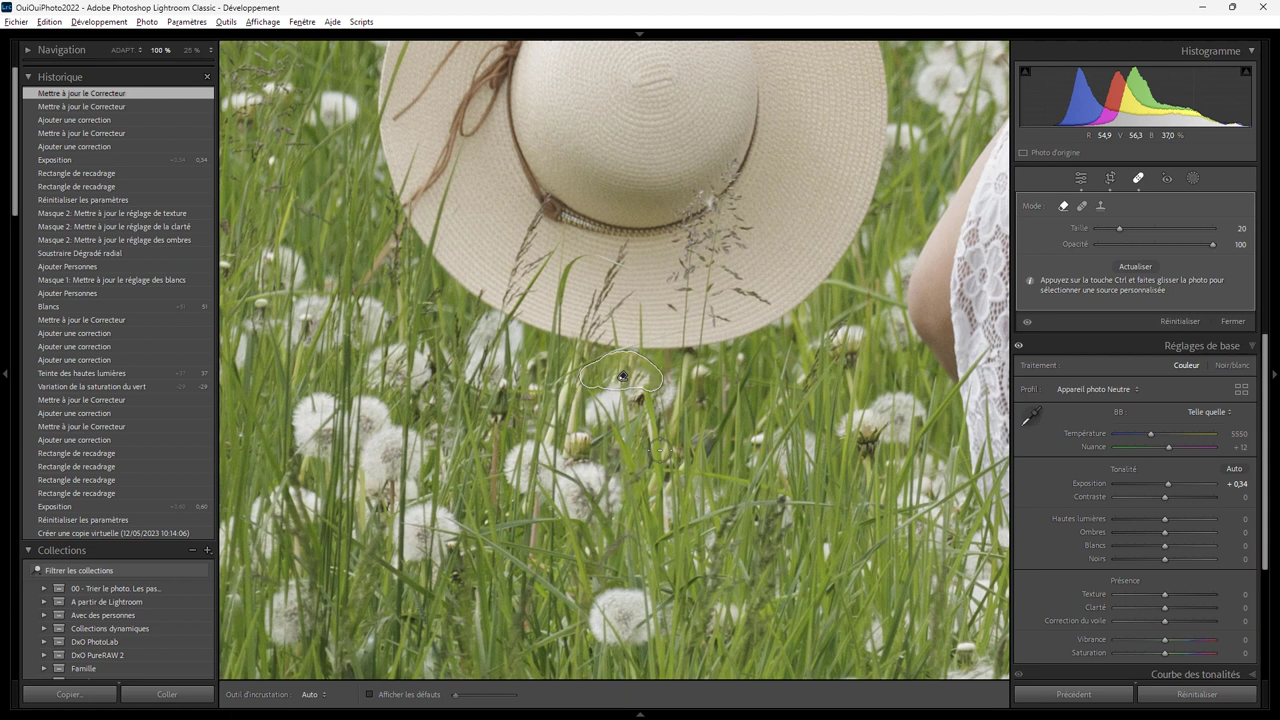 OuiOuiPhoto2022 - Adobe Photoshop Lightroom Classic - Développement
Fichier Edition Développement Photo Paramètres Outils Affichage Fenêtre Aide Scripts
Navigation ADAPT. 100 % 25 %
Historique
Mettre à jour le Correcteur
Mettre à jour le Correcteur
Ajouter une correction
Mettre à jour le Correcteur
Ajouter une correction
Exposition +0,34 0,34
Rectangle de recadrage
Rectangle de recadrage
Réinitialiser les paramètres
Masque 2: Mettre à jour le réglage de texture
Masque 2: Mettre à jour le réglage de la clarté
Masque 2: Mettre à jour le réglage des ombres
Soustraire Dégradé radial
Ajouter Personnes
Masque 1: Mettre à jour le réglage des blancs
Ajouter Personnes
Blancs +51 51
Mettre à jour le Correcteur
Ajouter une correction
Ajouter une correction
Ajouter une correction
Teinte des hautes lumières +37 37
Variation de la saturation du vert -29 -29
Mettre à jour le Correcteur
Ajouter une correction
Mettre à jour le Correcteur
Ajouter une correction
Rectangle de recadrage
Rectangle de recadrage
Rectangle de recadrage
Rectangle de recadrage
Exposition +0,60 0,60
Réinitialiser les paramètres
Créer une copie virtuelle (12/05/2023 10:14:06)
Collections
Filtrer les collections
00 - Trier le photo. Les pas...
A partir de Lightroom
Avec des personnes
Collections dynamiques
DxO PhotoLab
DxO PureRAW 2
Famille
Copier... Coller
Outil d'incrustation : Auto Afficher les défauts
Histogramme
R 54,9 V 56,3 B 37,0 %
Photo d'origine
Mode :
Taille 20
Opacité 100
Actualiser
Appuyez sur la touche Ctrl et faites glisser la photo pour
sélectionner une source personnalisée
Réinitialiser Fermer
Réglages de base
Traitement : Couleur Noir/blanc
Profil : Appareil photo Neutre
BB : Telle quelle
Température 5550
Nuance + 12
Tonalité Auto
Exposition + 0,34
Contraste 0
Hautes lumières 0
Ombres 0
Blancs 0
Noirs 0
Présence
Texture 0
Clarté 0
Correction du voile 0
Vibrance 0
Saturation 0
Courbe des tonalités
Précédent Réinitialiser